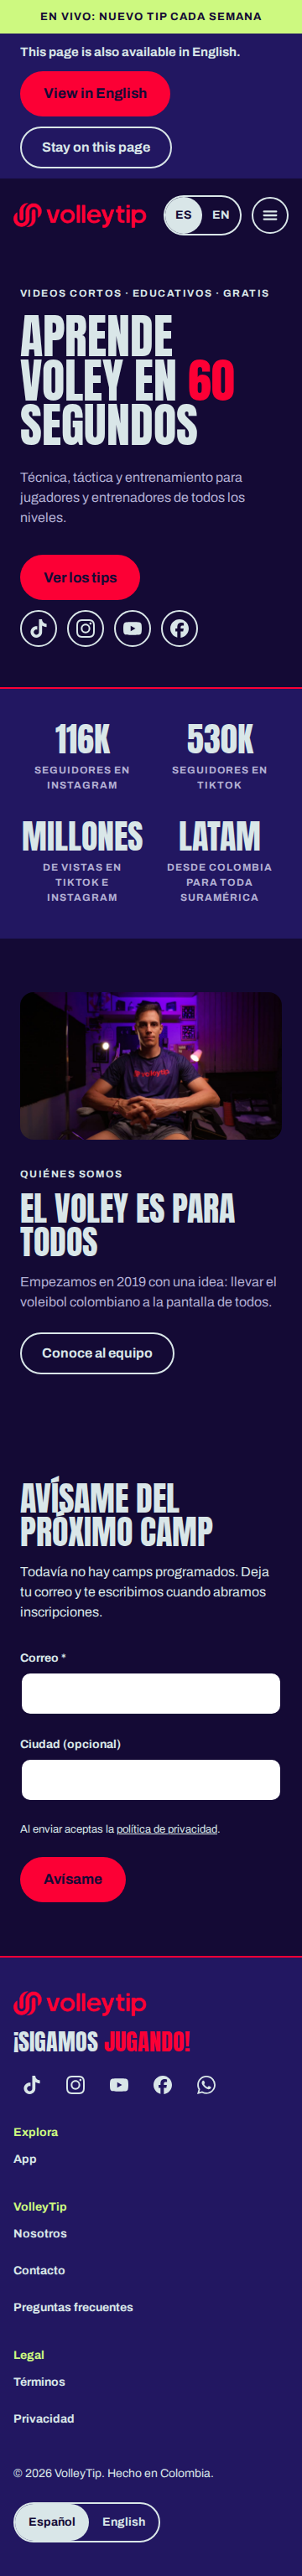 EN VIVO: NUEVO TIP CADA SEMANA
This page is also available in English.
View in English
Stay on this page
volleytip
ES EN
VIDEOS CORTOS · EDUCATIVOS · GRATIS
APRENDE
VOLEY EN 60
SEGUNDOS
Técnica, táctica y entrenamiento para
jugadores y entrenadores de todos los
niveles.
Ver los tips
116K
SEGUIDORES EN
INSTAGRAM
530K
SEGUIDORES EN
TIKTOK
MILLONES
DE VISTAS EN
TIKTOK E
INSTAGRAM
LATAM
DESDE COLOMBIA
PARA TODA
SURAMÉRICA
QUIÉNES SOMOS
EL VOLEY ES PARA
TODOS
Empezamos en 2019 con una idea: llevar el
voleibol colombiano a la pantalla de todos.
Conoce al equipo
AVÍSAME DEL
PRÓXIMO CAMP
Todavía no hay camps programados. Deja
tu correo y te escribimos cuando abramos
inscripciones.
Correo *
Ciudad (opcional)
Al enviar aceptas la política de privacidad.
Avísame
volleytip
¡SIGAMOS JUGANDO!
Explora
App
VolleyTip
Nosotros
Contacto
Preguntas frecuentes
Legal
Términos
Privacidad
© 2026 VolleyTip. Hecho en Colombia.
Español English